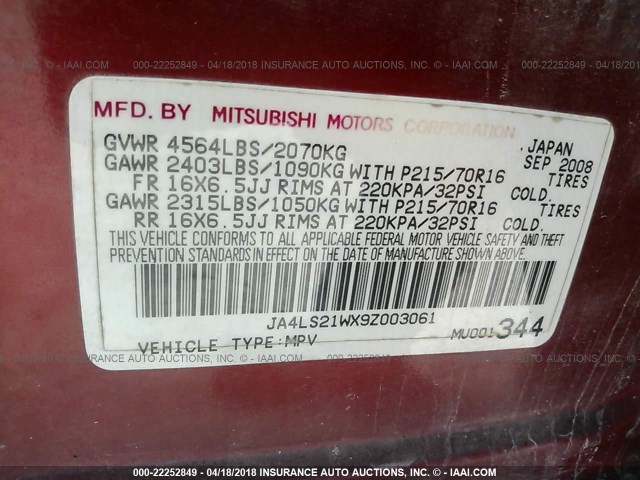 000-22252849 - 04/18/2018 - INSURANCE AUTO AUCTIONS, INC. - © - IAAI.COM
MFD. BY MITSUBISHI MOTORS CORPORATION
. JAPAN
GVWR 4564LBS/2070KG SEP 2008
GAWR 2403LBS/1090KG WITH P215/70R16 TIRES
FR 16X6.5JJ RIMS AT 220KPA/32PSI COLD.
GAWR 2315LBS/1050KG WITH P215/70R16 TIRES
RR 16X6.5JJ RIMS AT 220KPA/32PSI COLD.
THIS VEHICLE CONFORMS TO ALL APPLICABLE FEDERAL MOTOR VEHICLE SAFETY AND THEFT
PREVENTION STANDARDS IN EFFECT ON THE DATE OF MANUFACTURE SHOWN ABOVE.
JA4LS21WX9Z003061
VEHICLE TYPE:MPV MU001344
000-22252849 - 04/18/2018 - INSURANCE AUTO AUCTIONS, INC. - © - IAAI.COM